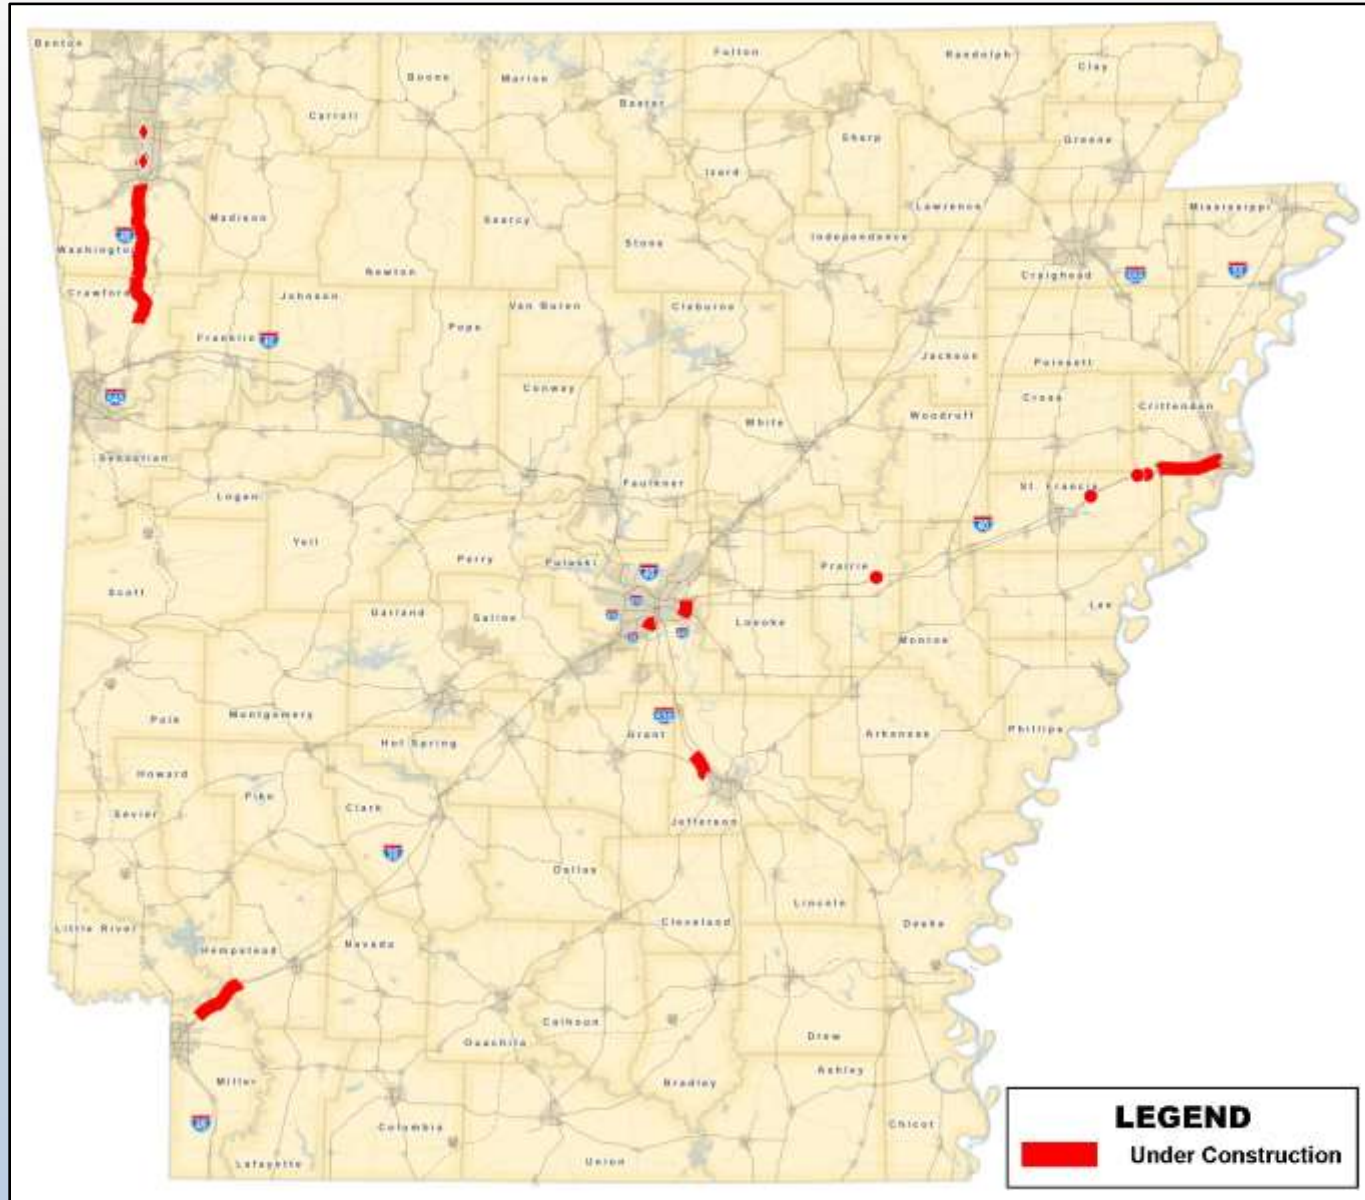 Benton
Boone
Marion
Fulton
Randolph
Clay
Baxter
Carroll
Sharp
Greene
Izard
Madison
Searcy
Stone
Lawrence
Independence
Mississippi
Washington
Newton
Craighead
Crawford
Johnson
Van Buren
Cleburne
Franklin
Pope
Jackson
Poinsett
Conway
Cross
Crittenden
White
Woodruff
Sebastian
Logan
Faulkner
St. Francis
40
Yell
Perry
Pulaski
Prairie
Scott
Garland
Saline
Lonoke
Lee
Monroe
Polk
Montgomery
Hot Spring
Grant
Arkansas
Phillips
Howard
Pike
Clark
Sevier
Jefferson
Dallas
Lincoln
Little River
Hempstead
Nevada
Cleveland
Desha
Calhoun
Ouachita
Drew
Miller
Bradley
Ashley
Columbia
Chicot
Lafayette
Union
LEGEND
Under Construction